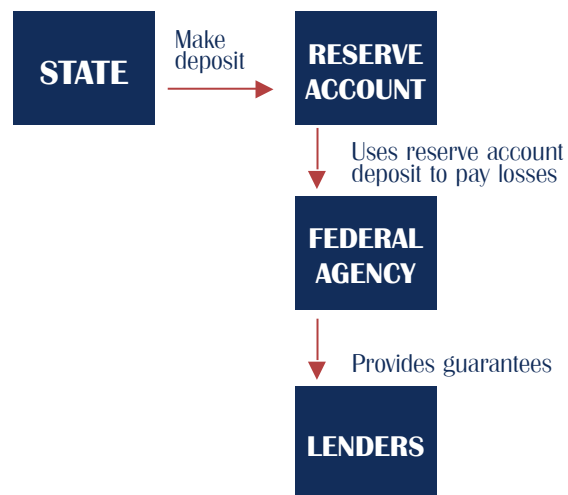 STATE
Make
deposit
RESERVE
ACCOUNT
Uses reserve account
deposit to pay losses
FEDERAL
AGENCY
Provides guarantees
LENDERS